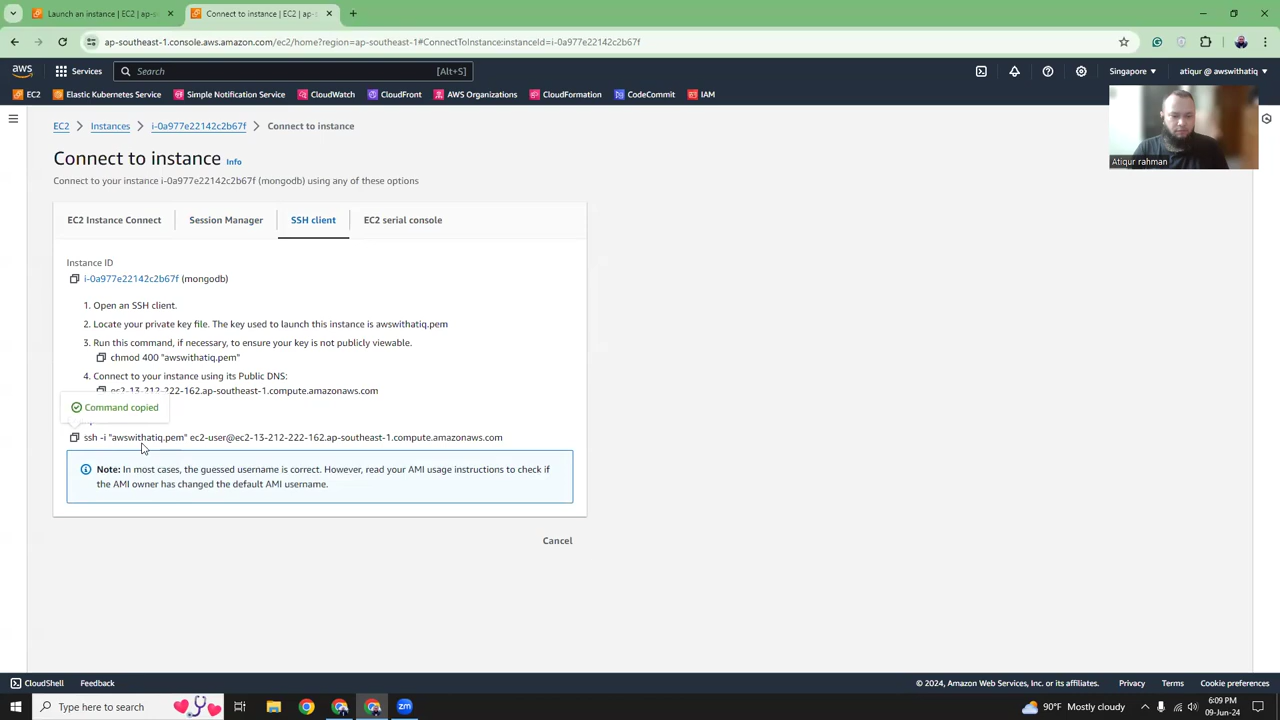 Launch an instance | EC2 | ap-s
Connect to instance | EC2 | ap-
ap-southeast-1.console.aws.amazon.com/ec2/home?region=ap-southeast-1#ConnectToInstance:instanceId=i-0a977e22142c2b67f
aws
Services
Search
[Alt+S]
Singapore
atiqur @ awswithatiq
EC2
Elastic Kubernetes Service
Simple Notification Service
CloudWatch
CloudFront
AWS Organizations
CloudFormation
CodeCommit
IAM
EC2
Instances
i-0a977e22142c2b67f
Connect to instance
Atiqur rahman
Connect to instance Info
Connect to your instance i-0a977e22142c2b67f (mongodb) using any of these options
EC2 Instance Connect
Session Manager
SSH client
EC2 serial console
Instance ID
i-0a977e22142c2b67f (mongodb)
1. Open an SSH client.
2. Locate your private key file. The key used to launch this instance is awswithatiq.pem
3. Run this command, if necessary, to ensure your key is not publicly viewable.
chmod 400 "awswithatiq.pem"
4. Connect to your instance using its Public DNS:
ec2-13-212-222-162.ap-southeast-1.compute.amazonaws.com
Command copied
ssh -i "awswithatiq.pem" ec2-user@ec2-13-212-222-162.ap-southeast-1.compute.amazonaws.com
Note: In most cases, the guessed username is correct. However, read your AMI usage instructions to check if
the AMI owner has changed the default AMI username.
Cancel
CloudShell
Feedback
© 2024, Amazon Web Services, Inc. or its affiliates.
Privacy
Terms
Cookie preferences
Type here to search
zm
90°F Mostly cloudy
6:09 PM
09-Jun-24